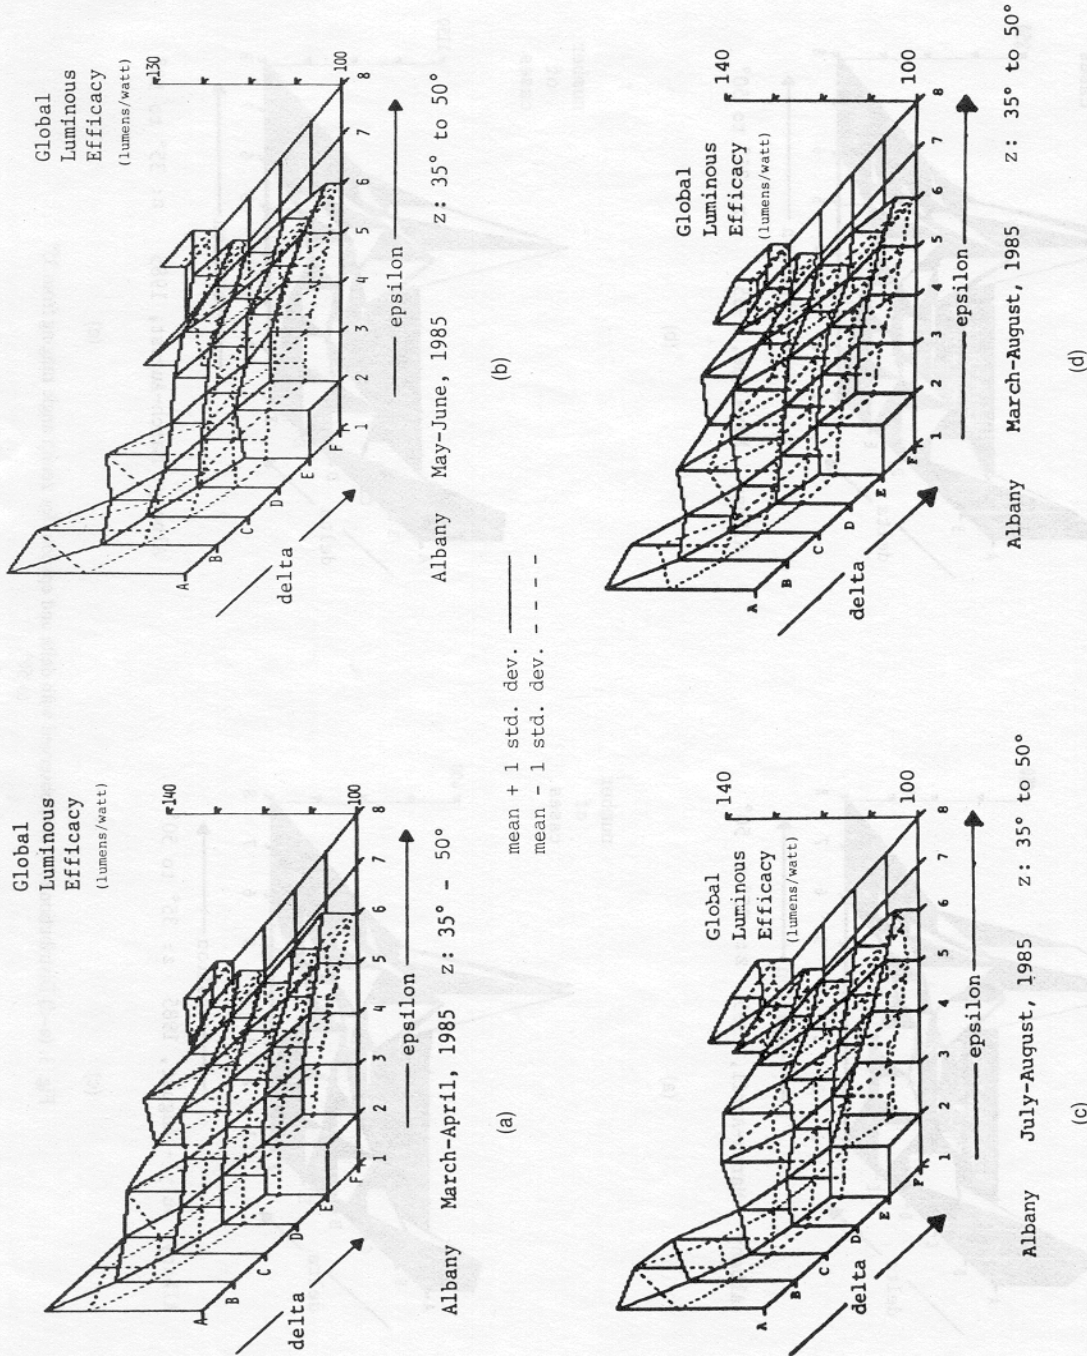 Global
Luminous
Efficacy
(lumens/watt)
140
100
A
B
C
D
E
F
1
2
3
4
5
6
7
8
delta
epsilon
Albany March-April, 1985 z: 35° - 50°
(a)
Global
Luminous
Efficacy
(lumens/watt)
130
100
A
B
C
D
E
F
1
2
3
4
5
6
7
8
delta
epsilon
Albany May-June, 1985 z: 35° to 50°
(b)
mean + 1 std. dev.
mean - 1 std. dev. - - - -
Global
Luminous
Efficacy
(lumens/watt)
140
100
A
B
C
D
E
F
1
2
3
4
5
6
7
8
delta
epsilon
Albany July-August, 1985 z: 35° to 50°
(c)
Global
Luminous
Efficacy
(lumens/watt)
140
100
A
B
C
D
E
F
1
2
3
4
5
6
7
8
delta
epsilon
Albany March-August, 1985 z: 35° to 50°
(d)